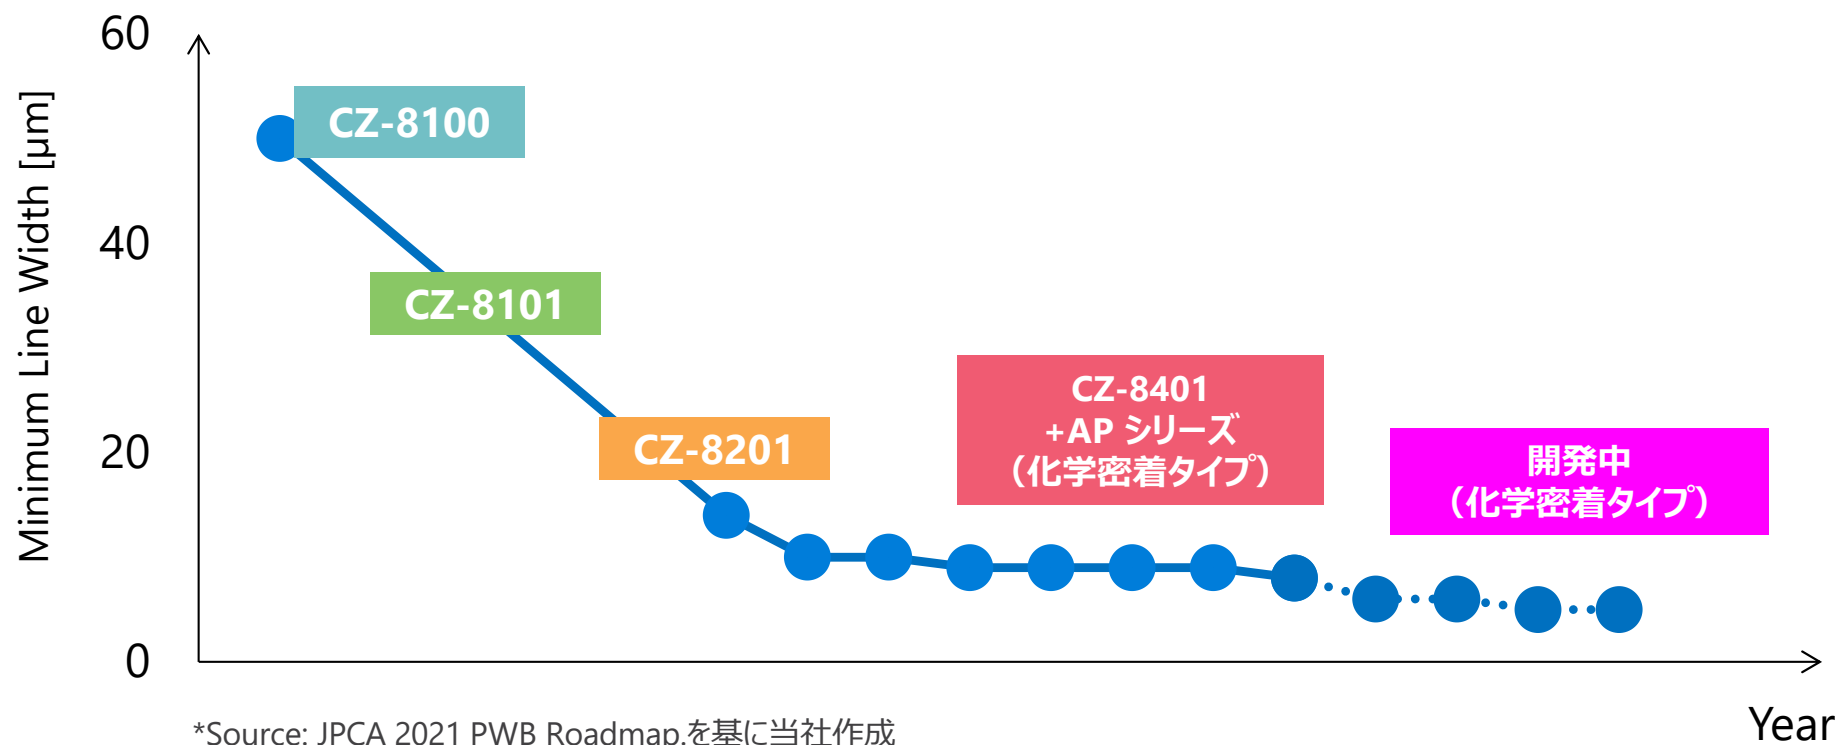 60
40
20
0
Minimum Line Width [μm]
CZ-8100
CZ-8101
CZ-8201
CZ-8401
+AP シリーズ
（化学密着タイプ）
開発中
（化学密着タイプ）
Year
*Source: JPCA 2021 PWB Roadmap.を基に当社作成